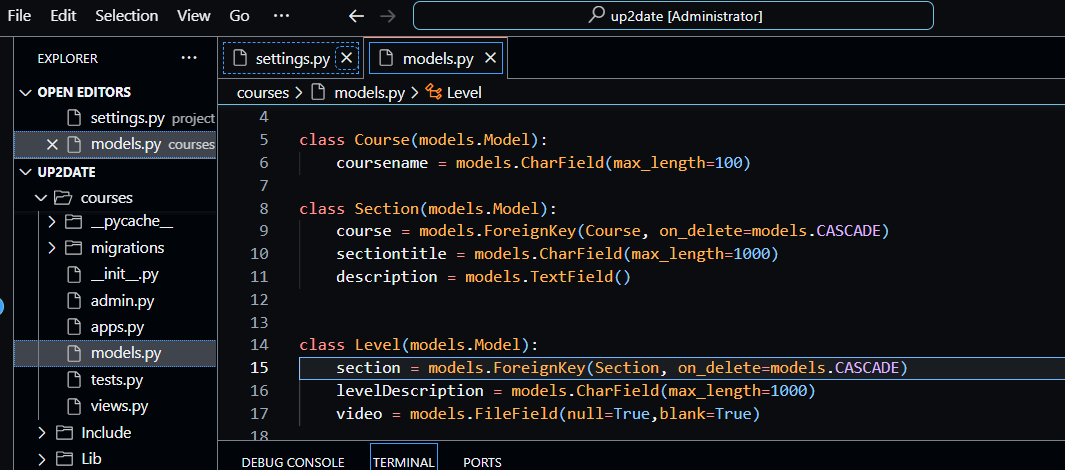 File Edit Selection View Go ··· ← → up2date [Administrator]
EXPLORER ···
OPEN EDITORS
settings.py project
× models.py courses
UP2DATE
courses
__pycache__
migrations
__init__.py
admin.py
apps.py
models.py
tests.py
views.py
Include
Lib
settings.py × models.py ×
courses > models.py > Level
4
5 class Course(models.Model):
6 coursename = models.CharField(max_length=100)
7
8 class Section(models.Model):
9 course = models.ForeignKey(Course, on_delete=models.CASCADE)
10 sectiontitle = models.CharField(max_length=1000)
11 description = models.TextField()
12
13
14 class Level(models.Model):
15 section = models.ForeignKey(Section, on_delete=models.CASCADE)
16 levelDescription = models.CharField(max_length=1000)
17 video = models.FileField(null=True,blank=True)
18
DEBUG CONSOLE TERMINAL PORTS